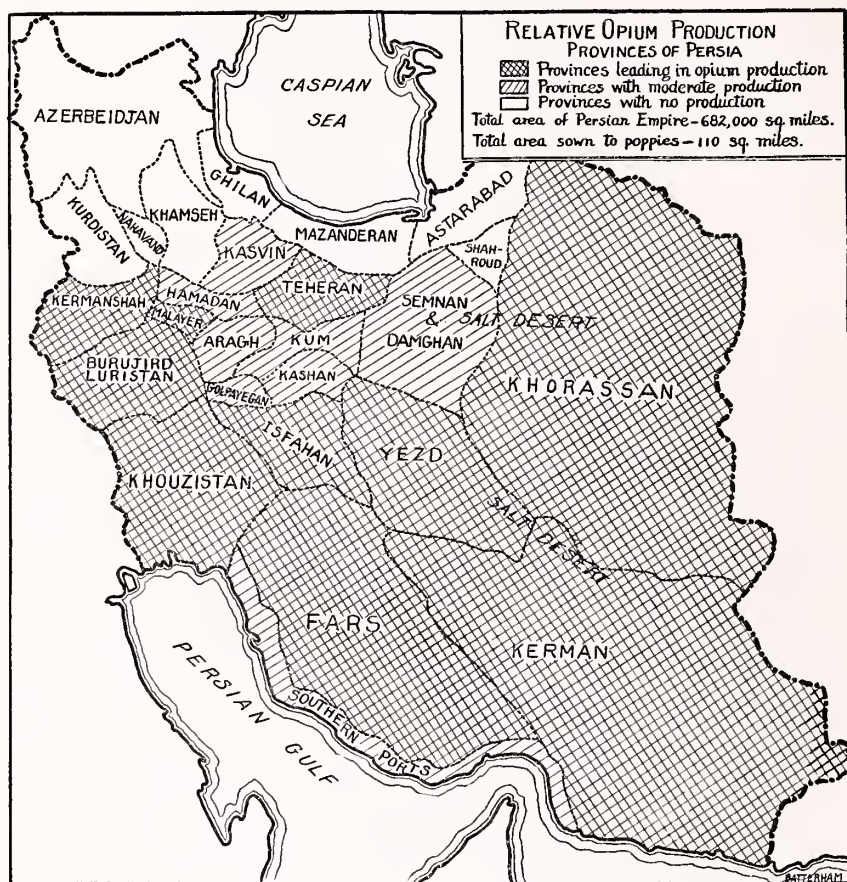 RELATIVE OPIUM PRODUCTION
PROVINCES OF PERSIA
Provinces leading in opium production
Provinces with moderate production
Provinces with no production
Total area of Persian Empire-682,000 sq. miles.
Total area sown to poppies-110 sq. miles.
CASPIAN
SEA
AZERBEIDJAN
GHILAN
KHAMSEH
KURDISTAN
NAHAVAND
MAZANDERAN
ASTARABAD
SHAH-
ROUD
KASVIN
KERMANSHAH
HAMADAN
TEHERAN
MALAYER
SEMNAN
&
DAMGHAN
SALT DESERT
ARAGH
KUM
BURUJIRD
LURISTAN
KASHAN
GOLPAYEGAN
KHORASSAN
ISFAHAN
YEZD
KHOUZISTAN
SALT DESERT
FARS
KERMAN
PERSIAN GULF
SOUTHERN PORTS
BATTERHAM